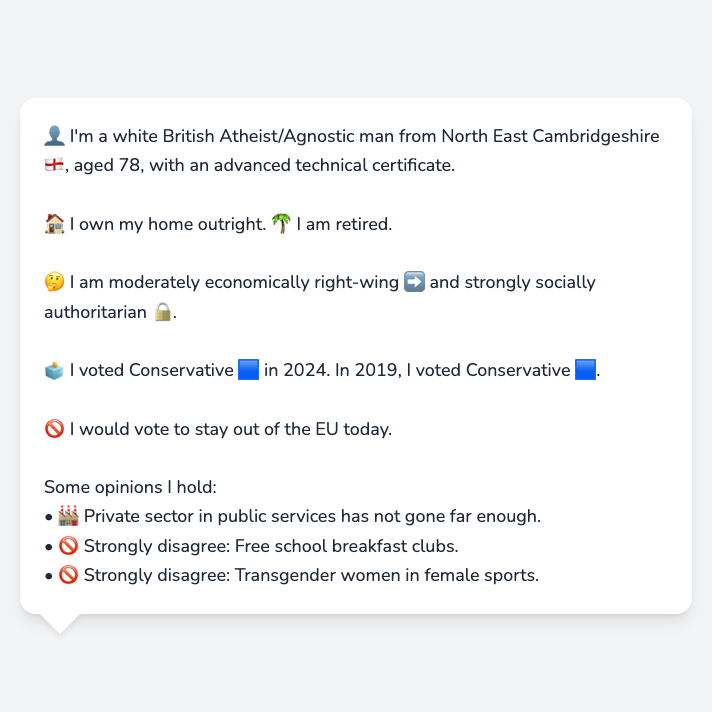 👤 I'm a white British Atheist/Agnostic man from North East Cambridgeshire
🏴󠁧󠁢󠁥󠁮󠁧󠁿, aged 78, with an advanced technical certificate.
🏠 I own my home outright. 🌴 I am retired.
🤔 I am moderately economically right-wing ➡️ and strongly socially
authoritarian 🔒.
🗳️ I voted Conservative 🟦 in 2024. In 2019, I voted Conservative 🟦.
🚫 I would vote to stay out of the EU today.
Some opinions I hold:
• 🏭 Private sector in public services has not gone far enough.
• 🚫 Strongly disagree: Free school breakfast clubs.
• 🚫 Strongly disagree: Transgender women in female sports.